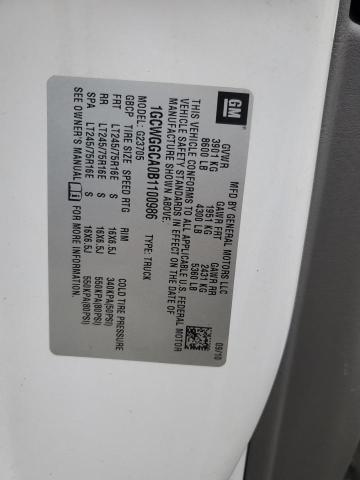 GM
MFD BY GENERAL MOTORS LLC
09/10
GVWR GAWR FRT GAWR RR
3901 KG 1951 KG 2431 KG
8600 LB 4300 LB 5360 LB
THIS VEHICLE CONFORMS TO ALL APPLICABLE U.S. FEDERAL MOTOR
VEHICLE SAFETY STANDARDS IN EFFECT ON THE DATE OF
MANUFACTURE SHOWN ABOVE.
1GCWGGCA0B1100986 TYPE: TRUCK
MODEL: G23705
GBCP TIRE SIZE SPEED RTG RIM COLD TIRE PRESSURE
FRT LT245/75R16E S 16X6.5J 340KPA(50PSI)
RR LT245/75R16E S 16X6.5J 550KPA(80PSI)
SPA LT245/75R16E S 16X6.5J 550KPA(80PSI)
SEE OWNER'S MANUAL i FOR MORE INFORMATION.